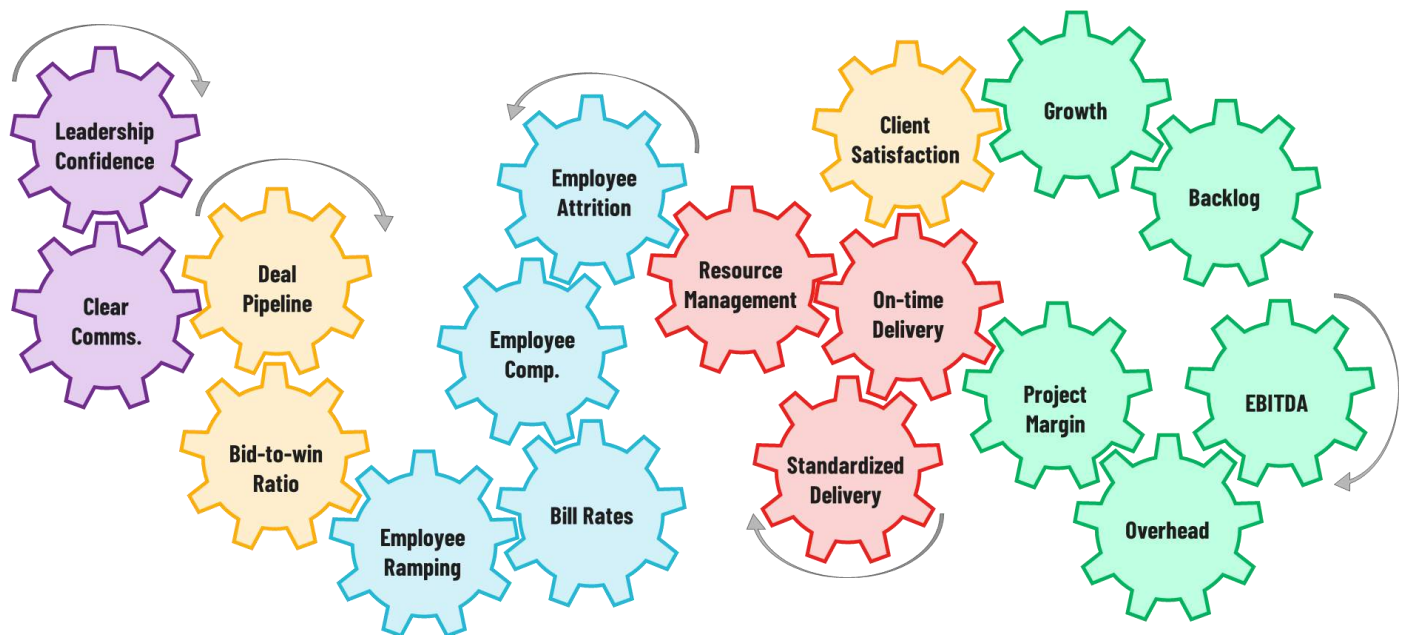 Leadership
Confidence
Clear
Comms.
Deal
Pipeline
Bid-to-win
Ratio
Employee
Ramping
Bill Rates
Employee
Comp.
Employee
Attrition
Resource
Management
On-time
Delivery
Standardized
Delivery
Client
Satisfaction
Growth
Backlog
Project
Margin
Overhead
EBITDA